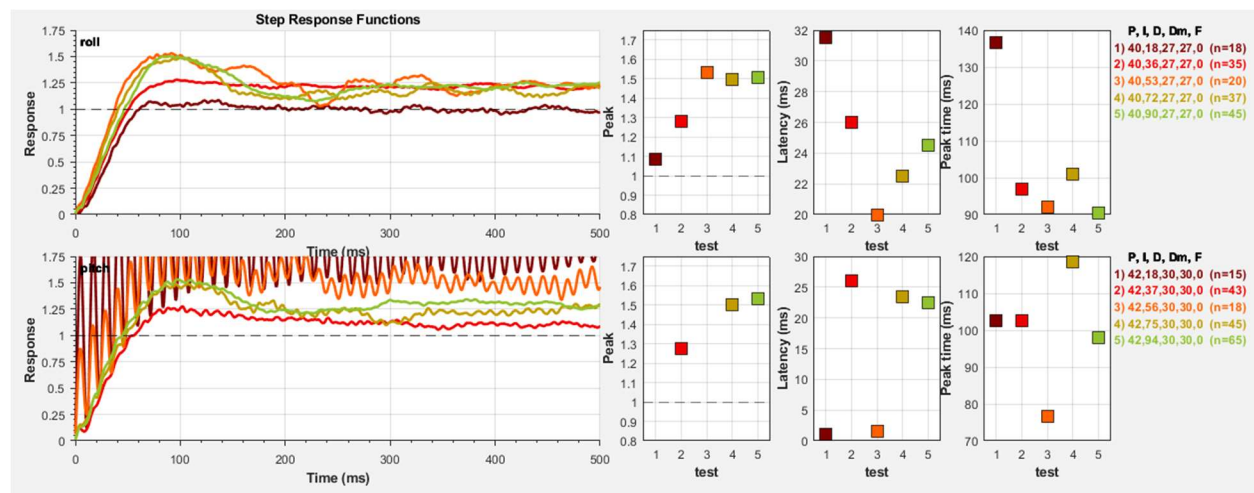 Step Response Functions
roll
Response
1.75
1.5
1.25
1
0.75
0.5
0.25
0
0 100 200 300 400 500
Time (ms)
Peak
1.7
1.6
1.5
1.4
1.3
1.2
1.1
1
0.9
0.8
1 2 3 4 5
test
Latency (ms)
32
30
28
26
24
22
20
1 2 3 4 5
test
Peak time (ms)
140
130
120
110
100
90
1 2 3 4 5
test
P, I, D, Dm, F
1) 40,18,27,27,0 (n=18)
2) 40,36,27,27,0 (n=35)
3) 40,53,27,27,0 (n=20)
4) 40,72,27,27,0 (n=37)
5) 40,90,27,27,0 (n=45)
pitch
Response
1.75
1.5
1.25
1
0.75
0.5
0.25
0
0 100 200 300 400 500
Time (ms)
Peak
1.7
1.6
1.5
1.4
1.3
1.2
1.1
1
0.9
0.8
1 2 3 4 5
test
Latency (ms)
30
25
20
15
10
5
0
1 2 3 4 5
test
Peak time (ms)
120
110
100
90
80
70
1 2 3 4 5
test
P, I, D, Dm, F
1) 42,18,30,30,0 (n=15)
2) 42,37,30,30,0 (n=43)
3) 42,56,30,30,0 (n=18)
4) 42,75,30,30,0 (n=45)
5) 42,94,30,30,0 (n=65)